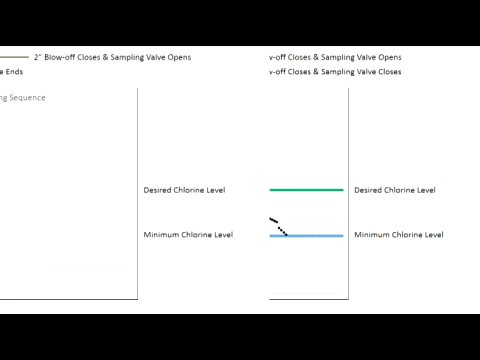 2" Blow-off Closes & Sampling Valve Opens
e Ends
ng Sequence
Desired Chlorine Level
Minimum Chlorine Level
v-off Closes & Sampling Valve Opens
v-off Closes & Sampling Valve Closes
Desired Chlorine Level
Minimum Chlorine Level